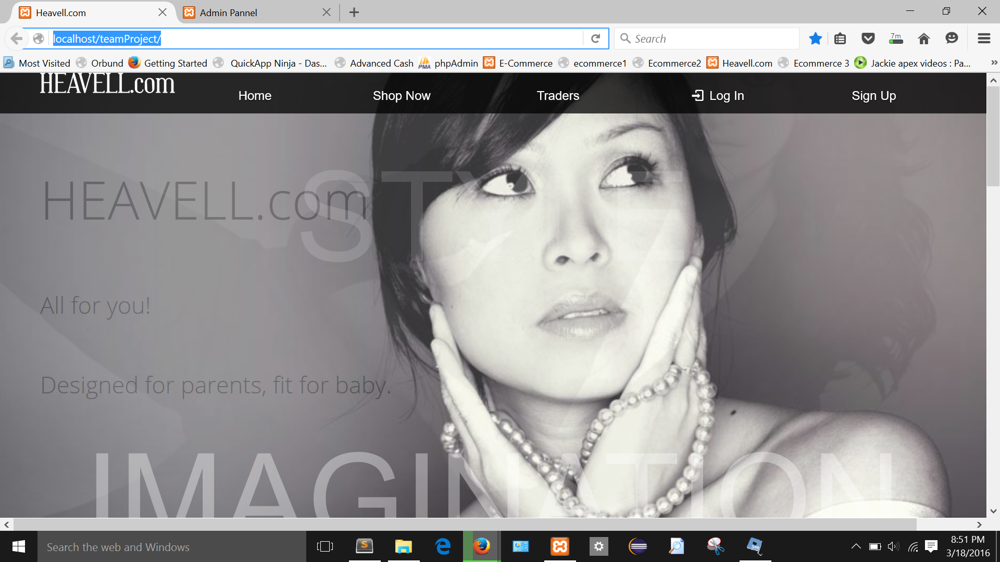 Heavell.com
Admin Pannel
localhost/teamProject/
Search
7m
Most Visited
Orbund
Getting Started
QuickApp Ninja - Das...
Advanced Cash
PMA
phpAdmin
E-Commerce
ecommerce1
Ecommerce2
Heavell.com
Ecommerce 3
Jackie apex videos : Pa...
HEAVELL.com
Home
Shop Now
Traders
Log In
Sign Up
STYLE
HEAVELL.com
All for you!
Designed for parents, fit for baby.
IMAGINATION
Search the web and Windows
8:51 PM
3/18/2016